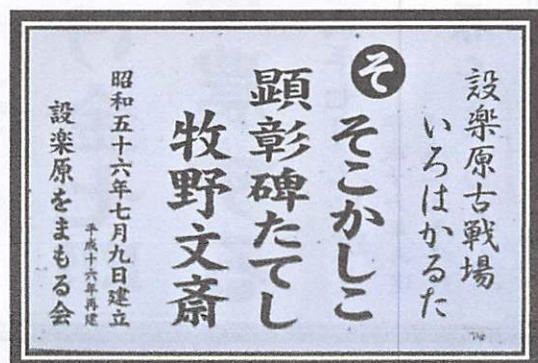 設楽原古戦場
いろはかるた
そ そこかしこ
顕彰碑たてし
牧野文斎
昭和五十六年七月九日建立
平成十六年再建
設楽原をまもる会